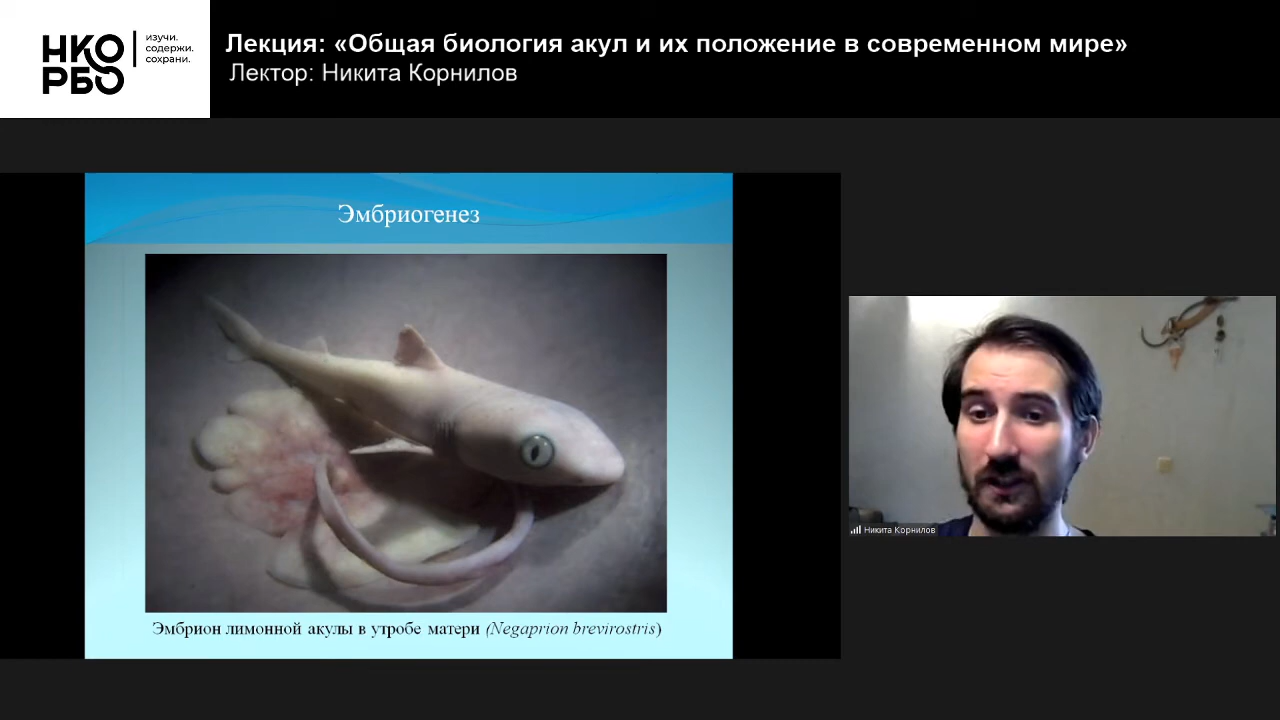 НКО
РБО
изучи.
содержи.
сохрани.
Лекция: «Общая биология акул и их положение в современном мире»
Лектор: Никита Корнилов
Эмбриогенез
Эмбрион лимонной акулы в утробе матери (Negaprion brevirostris)
Никита Корнилов